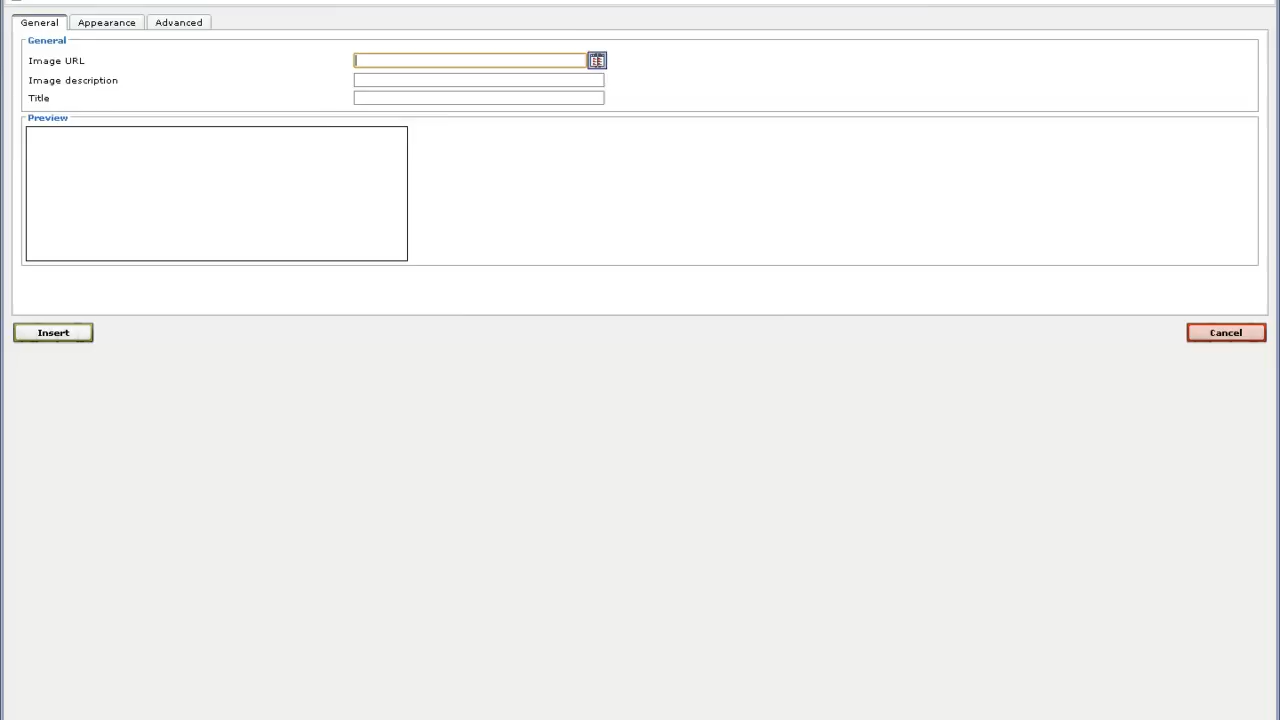 General Appearance Advanced
General
Image URL
Image description
Title
Preview
Insert Cancel